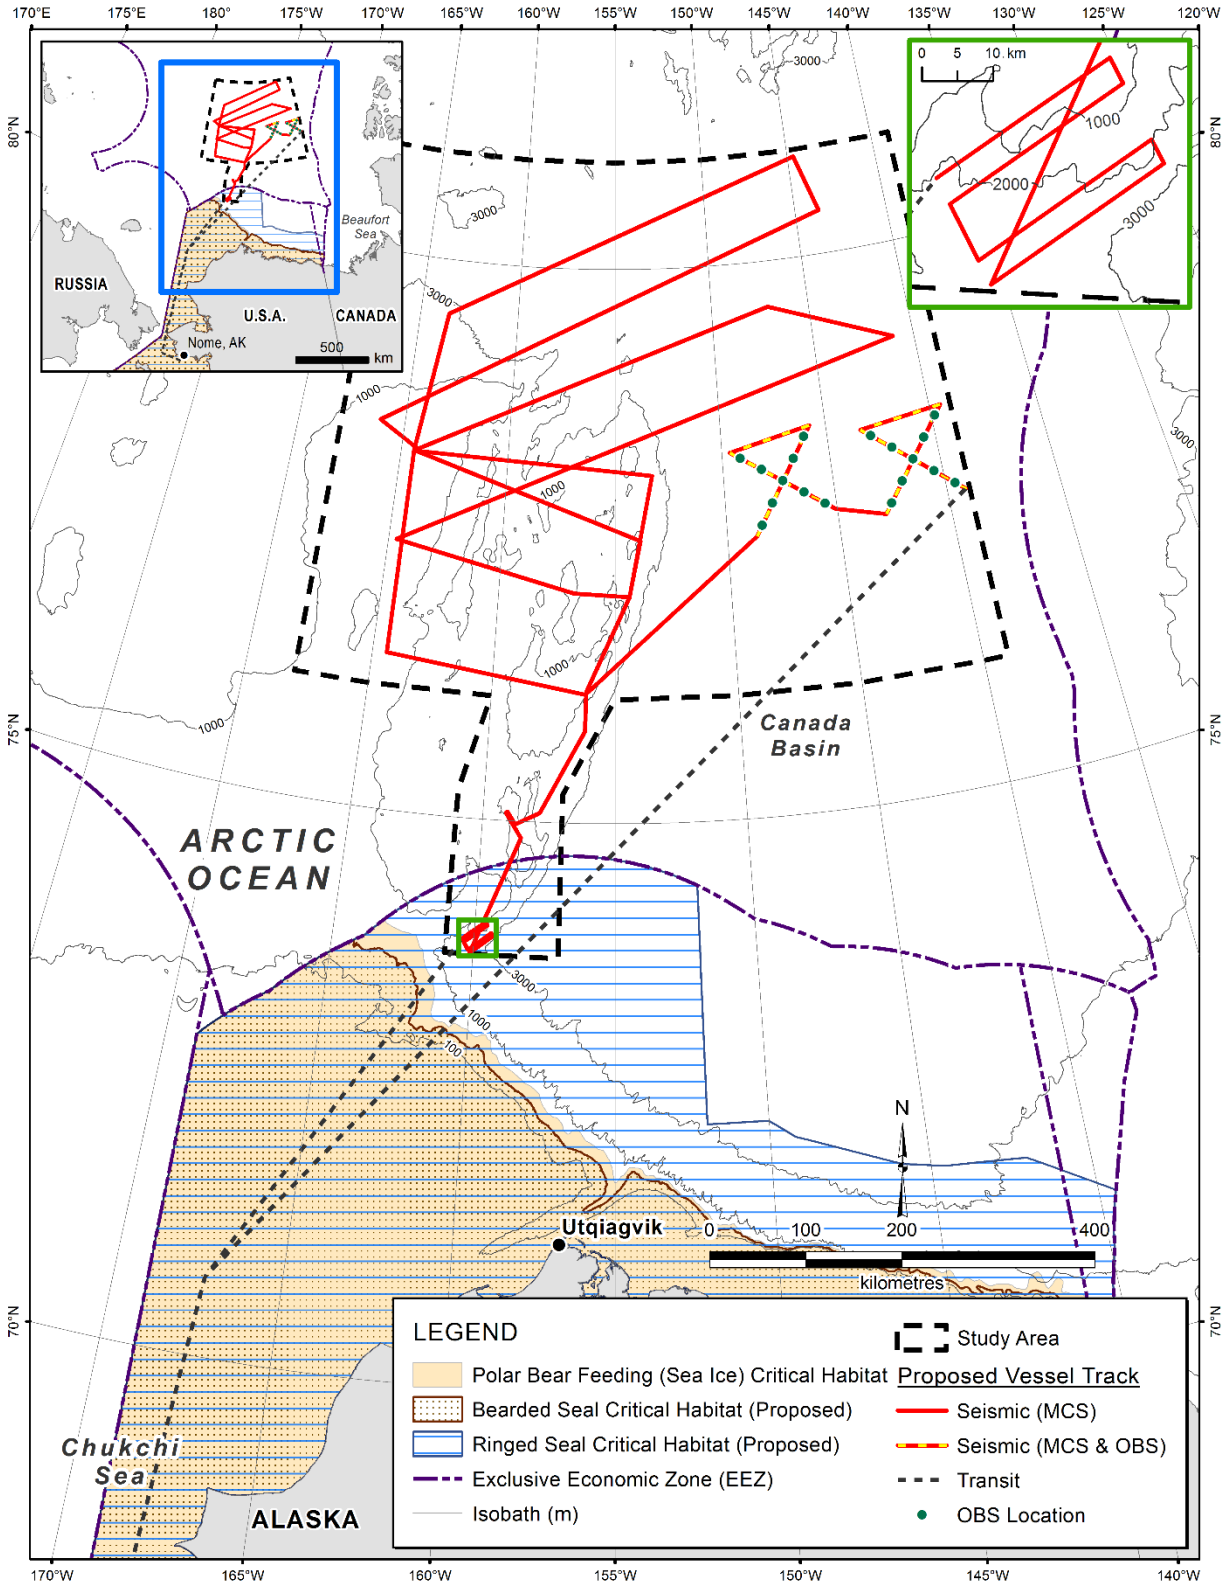 170°E 175°E 180° 175°W 170°W 165°W 160°W 155°W 150°W 145°W 140°W 135°W 130°W 125°W 120°W
80°N
80°N
75°N
75°N
70°N
70°N
RUSSIA
U.S.A.
CANADA
Beaufort
Sea
Nome, AK
500
km
0 5 10 km
1000
2000
3000
3000
3000
3000
1000
3000
1000
1000
1000
Canada
Basin
ARCTIC
OCEAN
3000
1000
100
N
Utqiagvik
0 100 200 400
kilometres
Chukchi
Sea
ALASKA
LEGEND
Polar Bear Feeding (Sea Ice) Critical Habitat
Bearded Seal Critical Habitat (Proposed)
Ringed Seal Critical Habitat (Proposed)
Exclusive Economic Zone (EEZ)
Isobath (m)
Study Area
Proposed Vessel Track
Seismic (MCS)
Seismic (MCS & OBS)
Transit
OBS Location
170°W 165°W 160°W 155°W 150°W 145°W 140°W